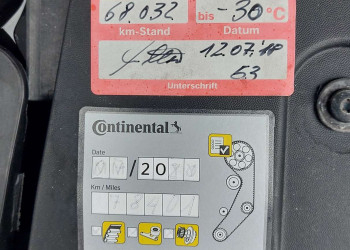 68.032 bis -30°C
km-Stand Datum
12.07.'18
53
Unterschrift
Continental
Date
/20
Km / Miles